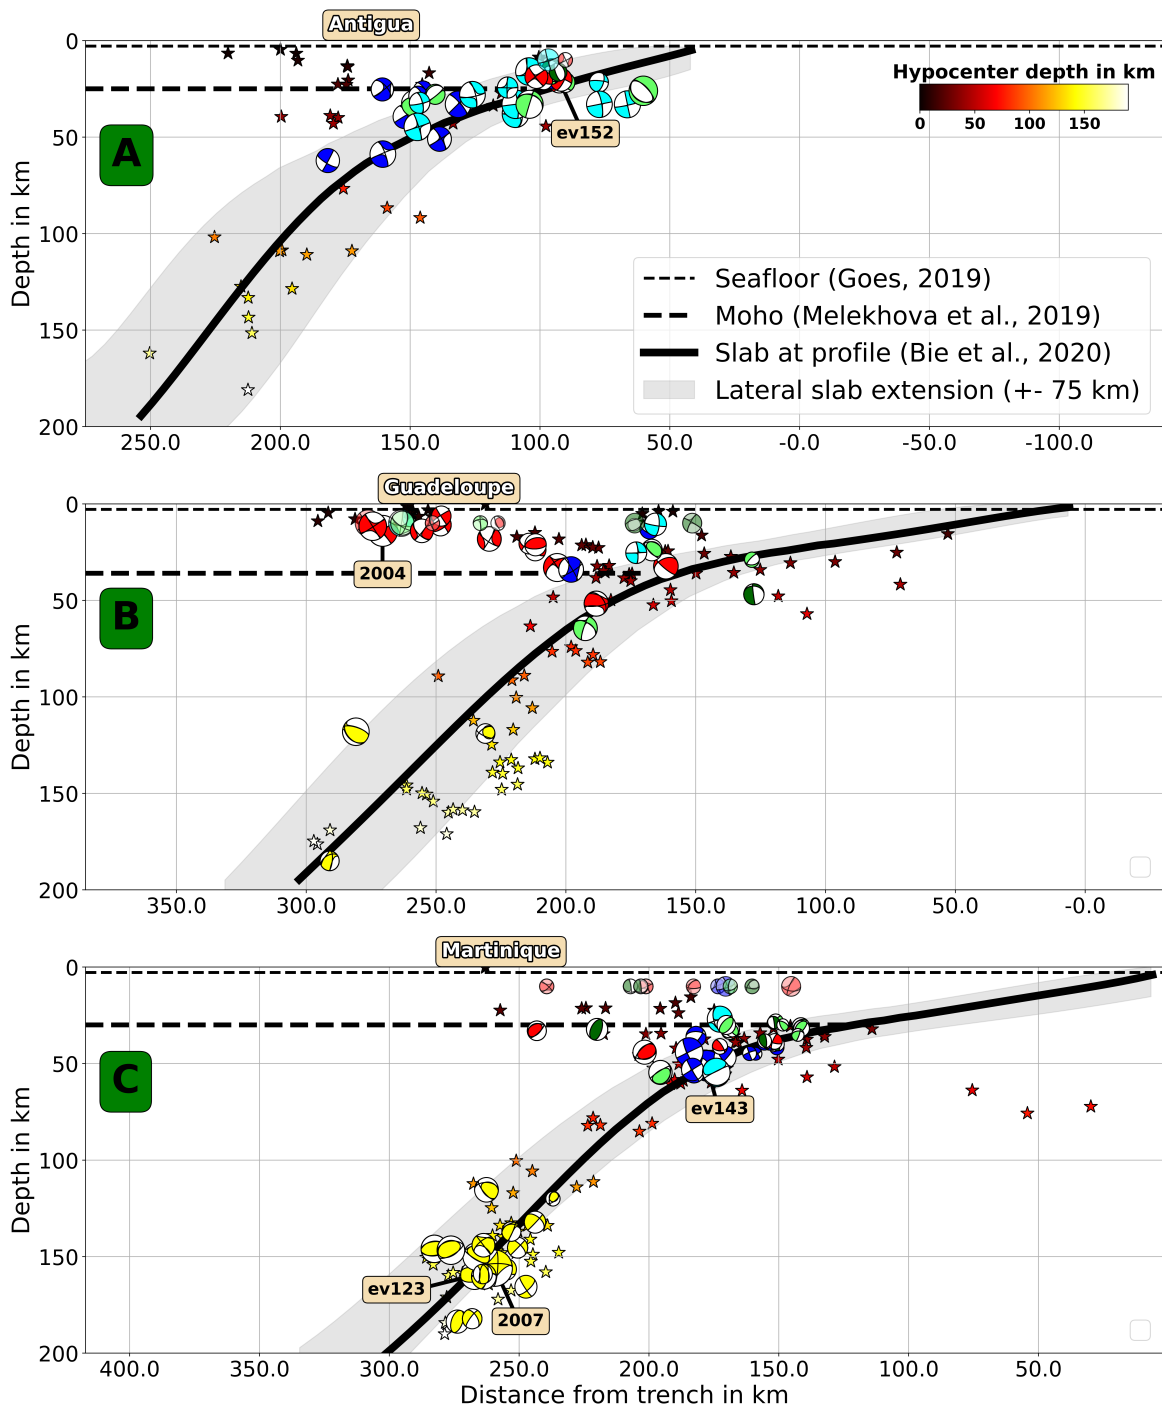 Antigua
0
50
100
150
200
Depth in km
A
ev152
Hypocenter depth in km
0 50 100 150
Seafloor (Goes, 2019)
Moho (Melekhova et al., 2019)
Slab at profile (Bie et al., 2020)
Lateral slab extension (+- 75 km)
250.0 200.0 150.0 100.0 50.0 -0.0 -50.0 -100.0
Guadeloupe
0
50
100
150
200
Depth in km
B
2004
350.0 300.0 250.0 200.0 150.0 100.0 50.0 -0.0
Martinique
0
50
100
150
200
Depth in km
C
ev143
ev123
2007
400.0 350.0 300.0 250.0 200.0 150.0 100.0 50.0
Distance from trench in km